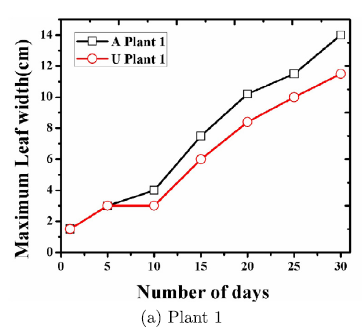 14
12
10
8
6
4
2
0
Maximum Leaf width(cm)
A Plant 1
U Plant 1
0 5 10 15 20 25 30
Number of days
(a) Plant 1